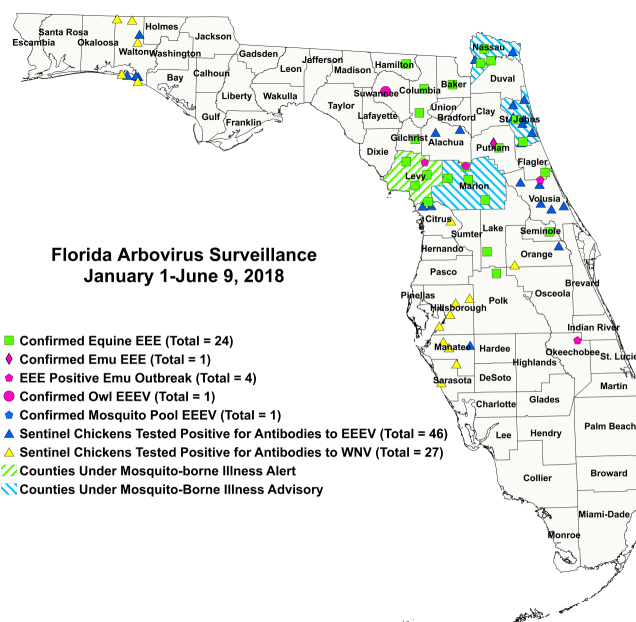 Holmes
Santa Rosa
Jackson
Escambia
Okaloosa
Walton
Washington
Gadsden
Jefferson
Hamilton
Nassau
Leon
Madison
Bay
Calhoun
Duval
Baker
Suwannee
Columbia
Liberty
Wakulla
Taylor
Union
Clay
St Johns
Lafayette
Bradford
Gulf
Franklin
Gilchrist
Alachua
Putnam
Dixie
Flagler
Levy
Marion
Volusia
Citrus
Lake
Sumter
Seminole
Hernando
Orange
Florida Arbovirus Surveillance
January 1-June 9, 2018
Pasco
Brevard
Osceola
Pinellas
Polk
Hillsborough
Indian River
Confirmed Equine EEE (Total = 24)
Manatee
Hardee
Okeechobee
St. Lucie
Confirmed Emu EEE (Total = 1)
Highlands
EEE Positive Emu Outbreak (Total = 4)
Sarasota
DeSoto
Martin
Confirmed Owl EEEV (Total = 1)
Charlotte
Glades
Confirmed Mosquito Pool EEEV (Total = 1)
Palm Beach
Sentinel Chickens Tested Positive for Antibodies to EEEV (Total = 46)
Lee
Hendry
Sentinel Chickens Tested Positive for Antibodies to WNV (Total = 27)
Counties Under Mosquito-borne Illness Alert
Collier
Broward
Counties Under Mosquito-Borne Illness Advisory
Miami-Dade
Monroe